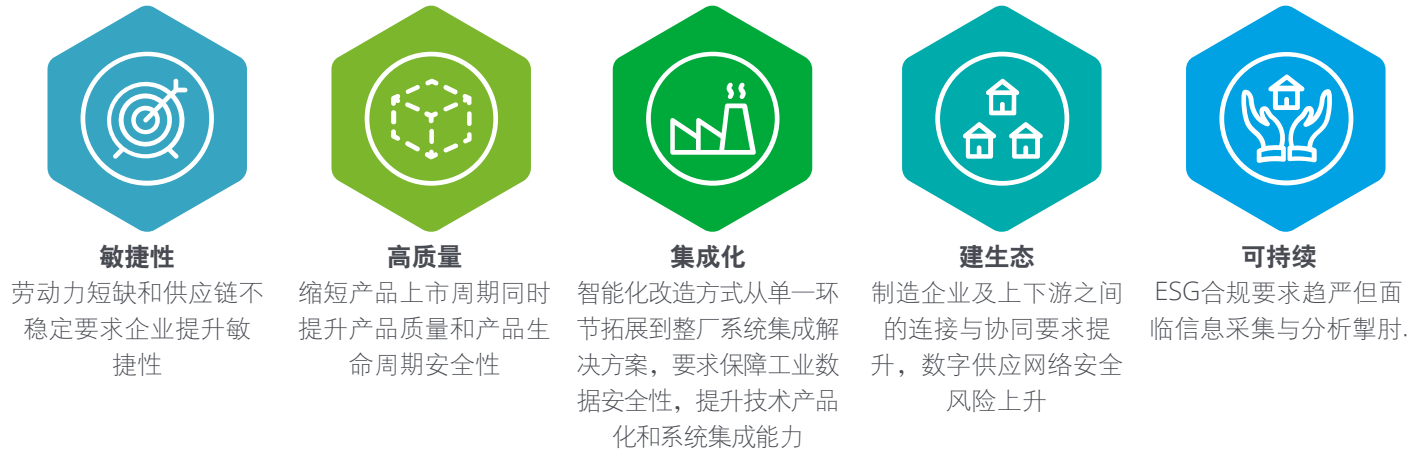 敏捷性
劳动力短缺和供应链不
稳定要求企业提升敏
捷性
高质量
缩短产品上市周期同时
提升产品质量和产品生
命周期安全性
集成化
智能化改造方式从单一环
节拓展到整厂系统集成解
决方案，要求保障工业数
据安全性，提升技术产品
化和系统集成能力
建生态
制造企业及上下游之间
的连接与协同要求提
升，数字供应网络安全
风险上升
可持续
ESG合规要求趋严但面
临信息采集与分析掣肘.